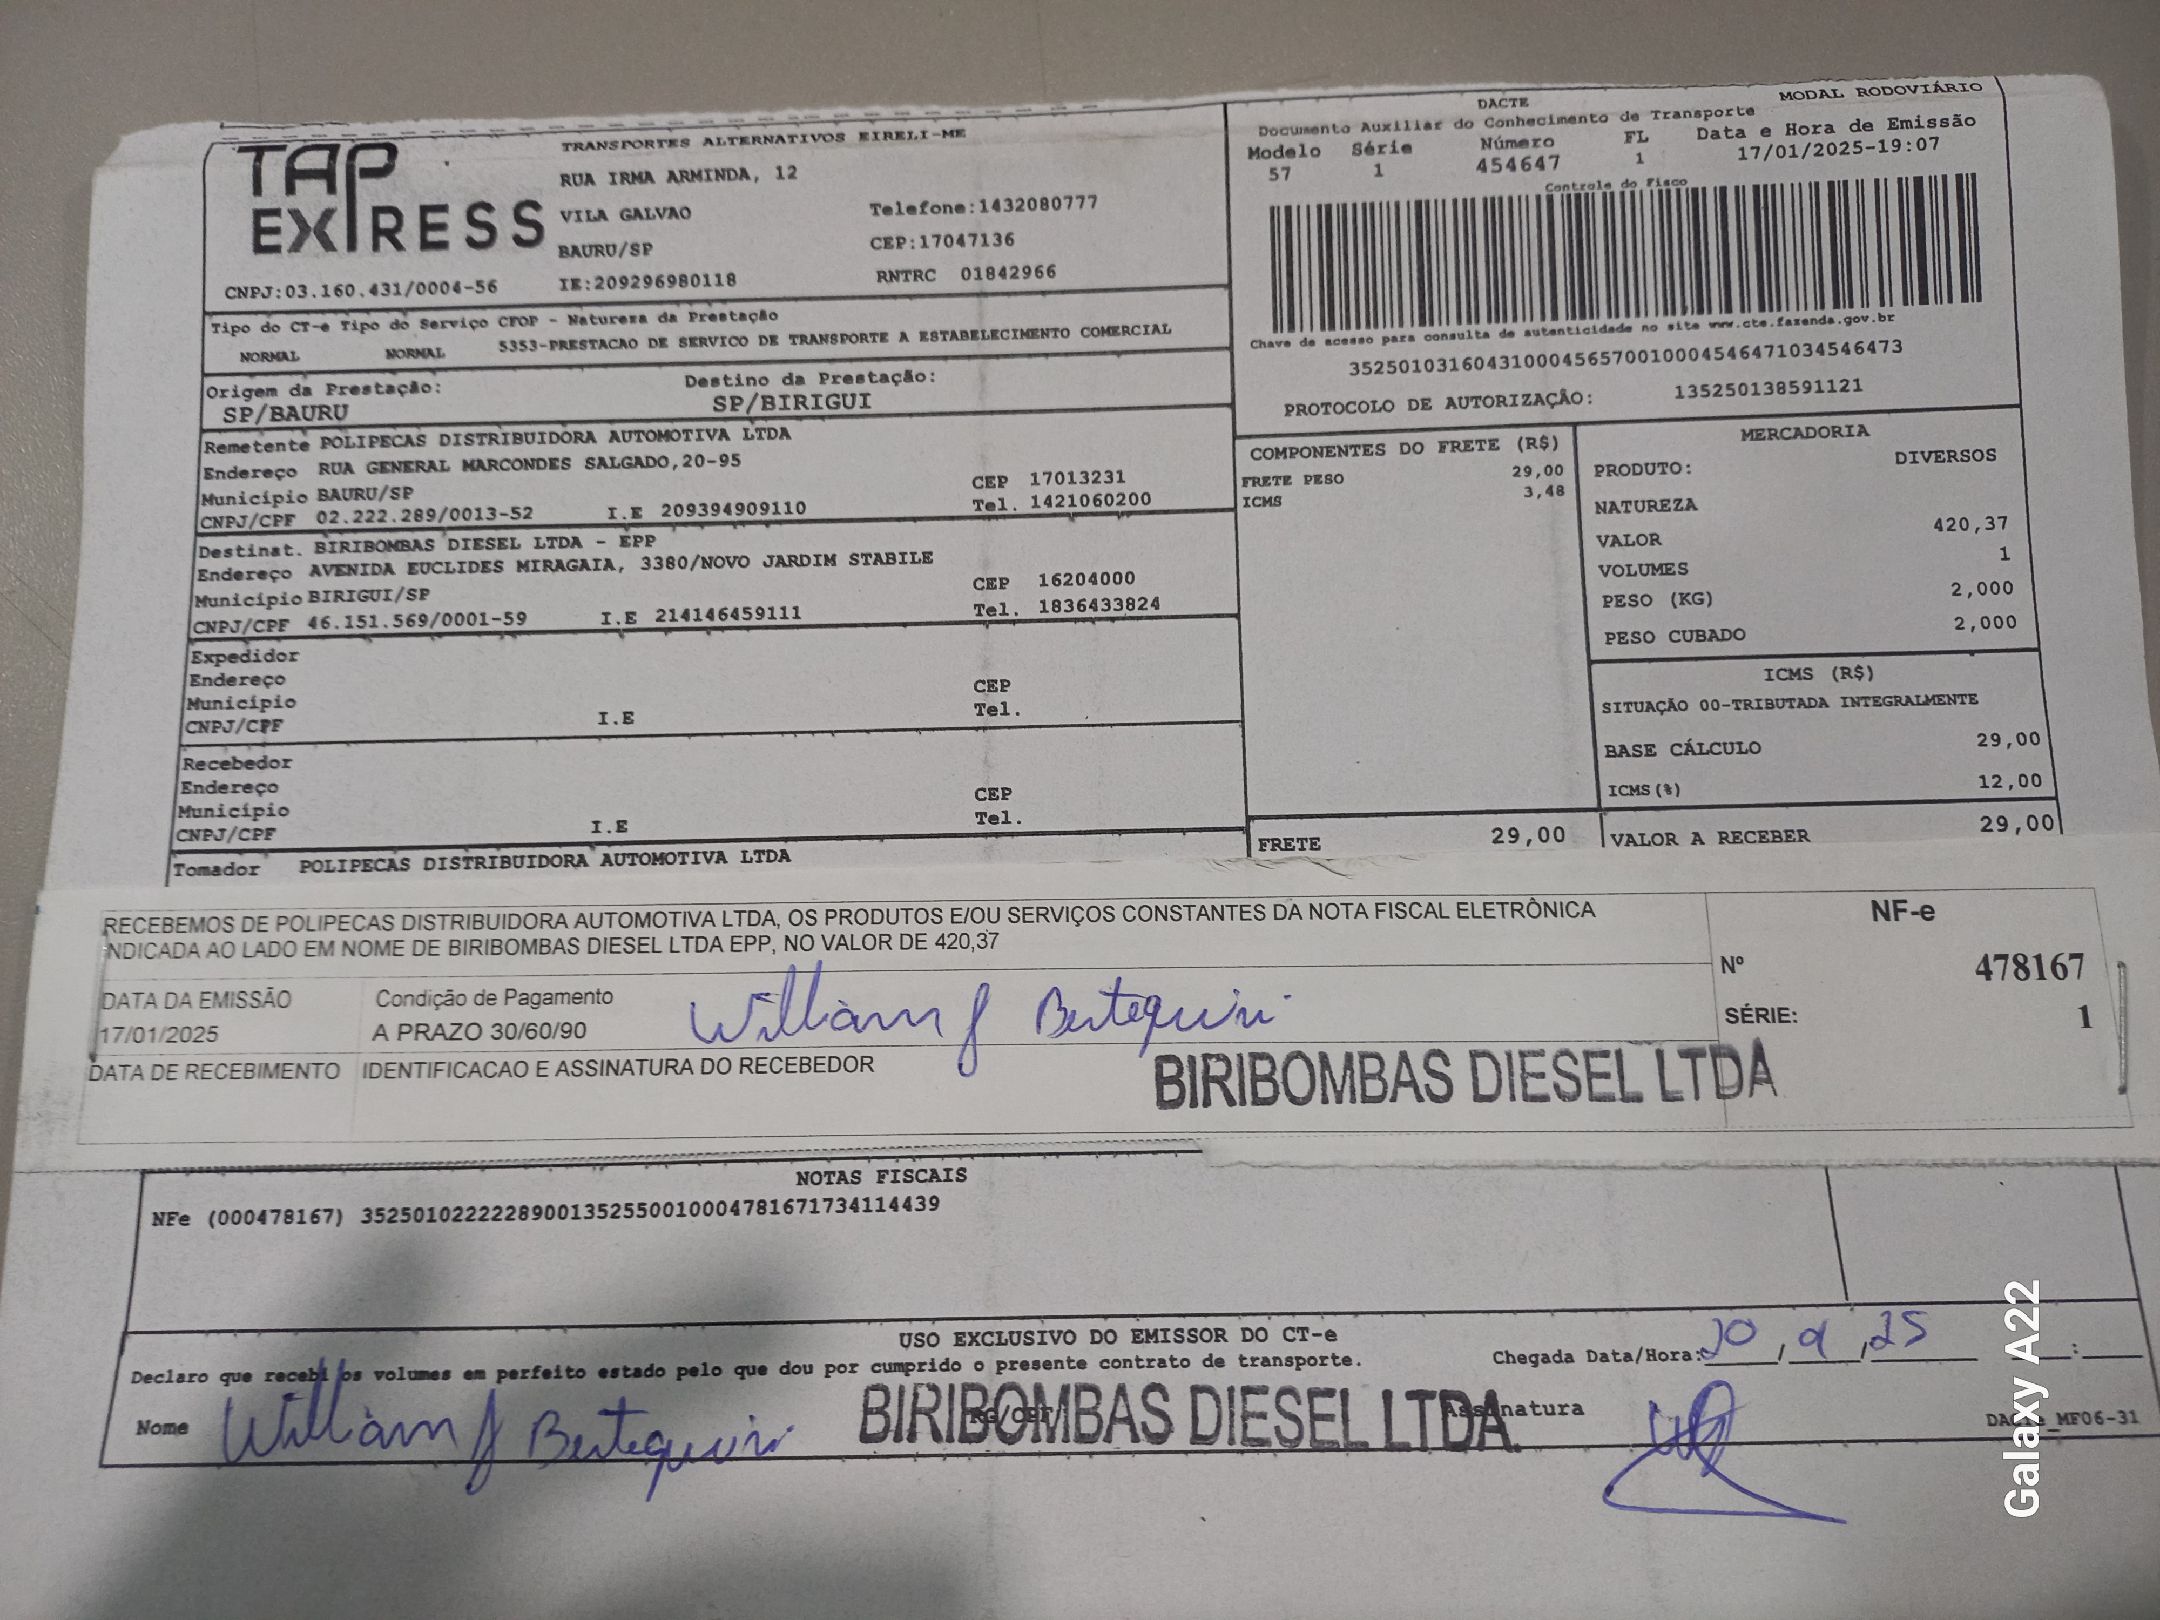 TAP EXPRESS
TRANSPORTES ALTERNATIVOS EIRELI-ME
RUA IRMA ARMINDA, 12
VILA GALVAO Telefone:1432080777
BAURU/SP CEP:17047136
CNPJ:03.160.431/0004-56 IE:209296980118 RNTRC 01842966
DACTE MODAL RODOVIÁRIO
Documento Auxiliar do Conhecimento de Transporte
Modelo Série Número FL Data e Hora de Emissão
57 1 454647 1 17/01/2025-19:07
Controle do Fisco
Chave de acesso para consulta de autenticidade no site www.cte.fazenda.gov.br
35250103160431000456570010004546471034546473
PROTOCOLO DE AUTORIZAÇÃO: 135250138591121
Tipo do CT-e Tipo do Serviço CFOP - Natureza da Prestação
NORMAL NORMAL 5353-PRESTACAO DE SERVICO DE TRANSPORTE A ESTABELECIMENTO COMERCIAL
Origem da Prestação: Destino da Prestação:
SP/BAURU SP/BIRIGUI
Remetente POLIPECAS DISTRIBUIDORA AUTOMOTIVA LTDA
Endereço RUA GENERAL MARCONDES SALGADO,20-95
Município BAURU/SP CEP 17013231
CNPJ/CPF 02.222.289/0013-52 I.E 209394909110 Tel. 1421060200
Destinat. BIRIBOMBAS DIESEL LTDA - EPP
Endereço AVENIDA EUCLIDES MIRAGAIA, 3380/NOVO JARDIM STABILE
Município BIRIGUI/SP CEP 16204000
CNPJ/CPF 46.151.569/0001-59 I.E 214146459111 Tel. 1836433824
Expedidor
Endereço
Município CEP
CNPJ/CPF I.E Tel.
Recebedor
Endereço
Município CEP
CNPJ/CPF I.E Tel.
Tomador POLIPECAS DISTRIBUIDORA AUTOMOTIVA LTDA
COMPONENTES DO FRETE (R$)
FRETE PESO 29,00
ICMS 3,48
FRETE 29,00
MERCADORIA
PRODUTO: DIVERSOS
NATUREZA
VALOR 420,37
VOLUMES 1
PESO (KG) 2,000
PESO CUBADO 2,000
ICMS (R$)
SITUAÇÃO 00-TRIBUTADA INTEGRALMENTE
BASE CÁLCULO 29,00
ICMS(%) 12,00
VALOR A RECEBER 29,00
RECEBEMOS DE POLIPECAS DISTRIBUIDORA AUTOMOTIVA LTDA, OS PRODUTOS E/OU SERVIÇOS CONSTANTES DA NOTA FISCAL ELETRÔNICA
INDICADA AO LADO EM NOME DE BIRIBOMBAS DIESEL LTDA EPP, NO VALOR DE 420,37
NF-e
Nº 478167
SÉRIE: 1
DATA DA EMISSÃO Condição de Pagamento
17/01/2025 A PRAZO 30/60/90
William J Bertequini
DATA DE RECEBIMENTO IDENTIFICACAO E ASSINATURA DO RECEBEDOR
BIRIBOMBAS DIESEL LTDA
NOTAS FISCAIS
NFe (000478167) 35250102222289001352550010004781671734114439
USO EXCLUSIVO DO EMISSOR DO CT-e
Declaro que recebi os volumes em perfeito estado pelo que dou por cumprido o presente contrato de transporte.
Chegada Data/Hora: 20/ /25 :
Nome William J Bertequini
RG/CPF
BIRIBOMBAS DIESEL LTDA.
Assinatura
DACTE_MF06-31
Galaxy A22